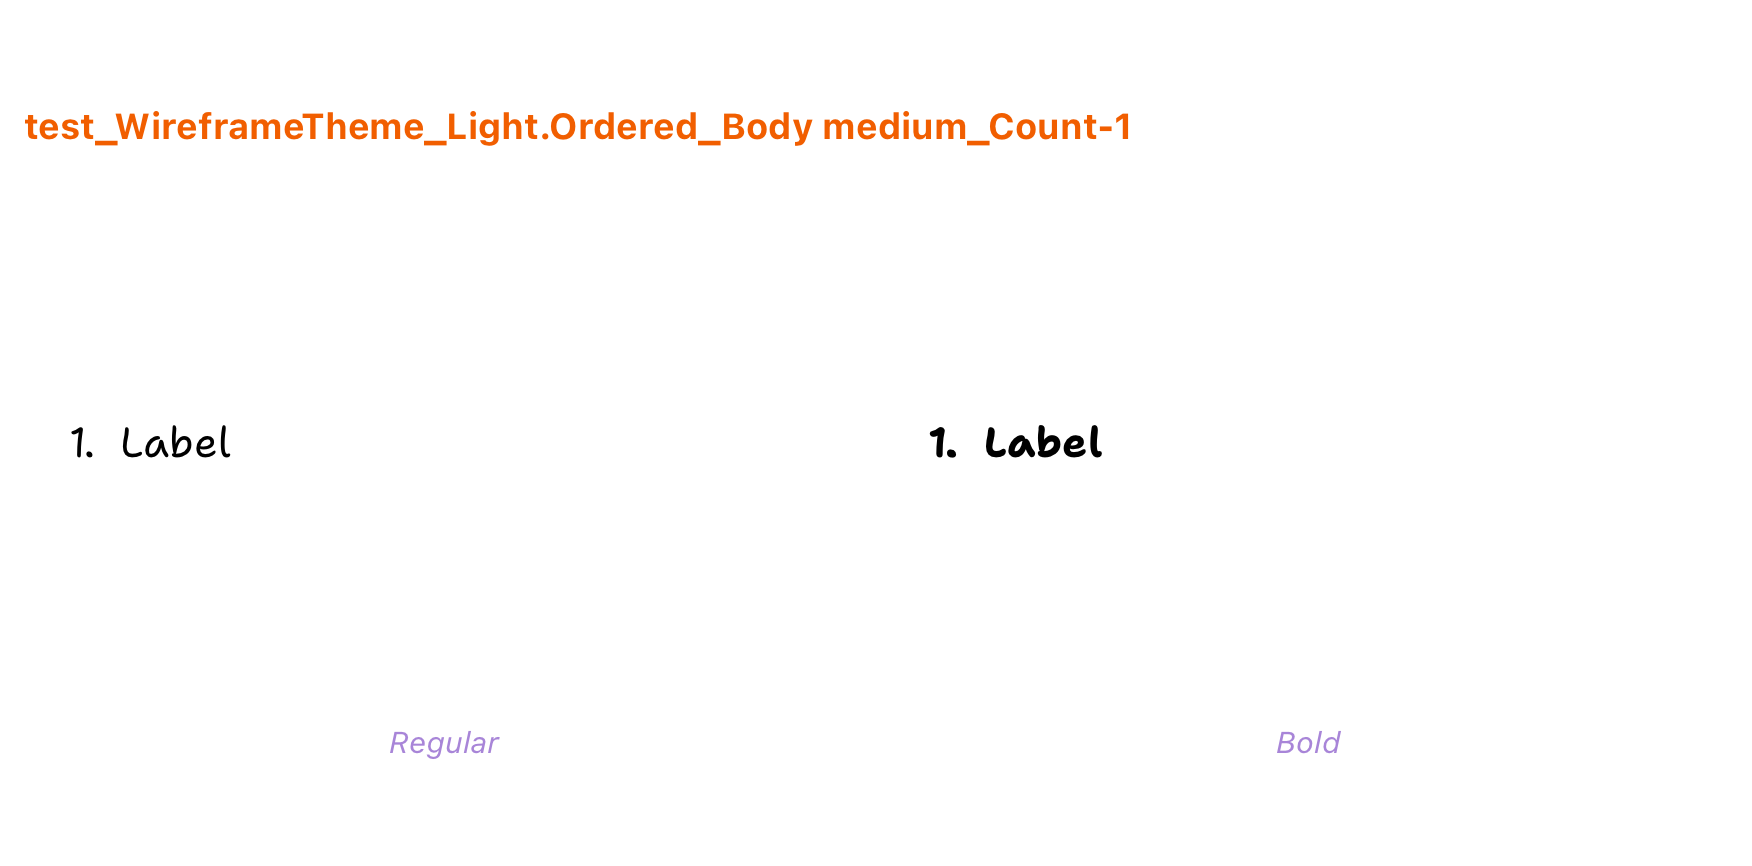 test_WireframeTheme_Light.Ordered_Body medium_Count-1
1. Label
1. Label
Regular
Bold